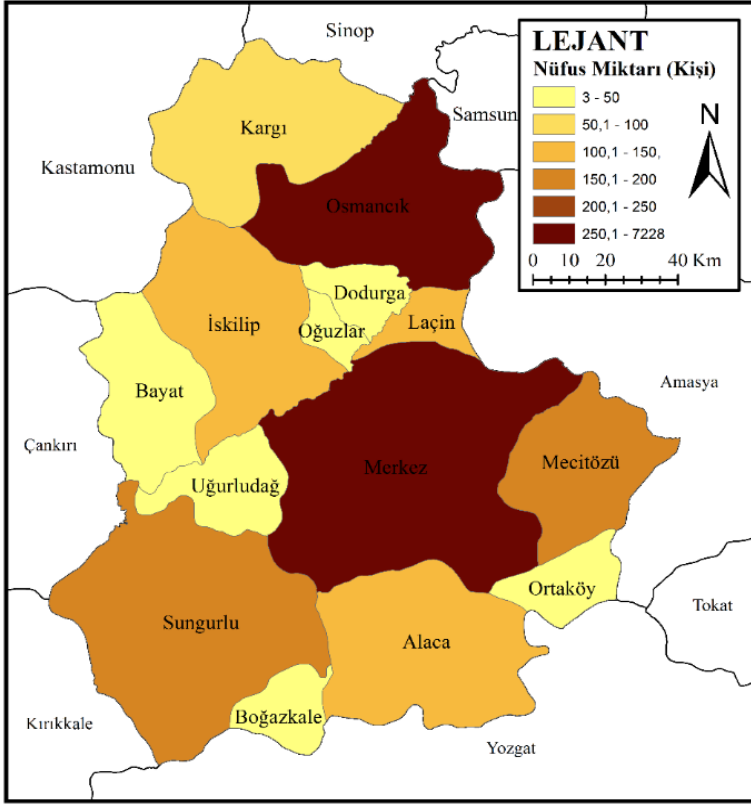 Sinop
LEJANT
Nüfus Miktarı (Kişi)
3 - 50
50,1 - 100
100,1 - 150,
150,1 - 200
200,1 - 250
250,1 - 7228
N
0 10 20 40 Km
Samsun
Kargı
Kastamonu
Osmancık
Dodurga
İskilip
Oğuzlar
Laçin
Bayat
Amasya
Çankırı
Merkez
Mecitözü
Uğurludağ
Ortaköy
Tokat
Sungurlu
Alaca
Boğazkale
Kırıkkale
Yozgat